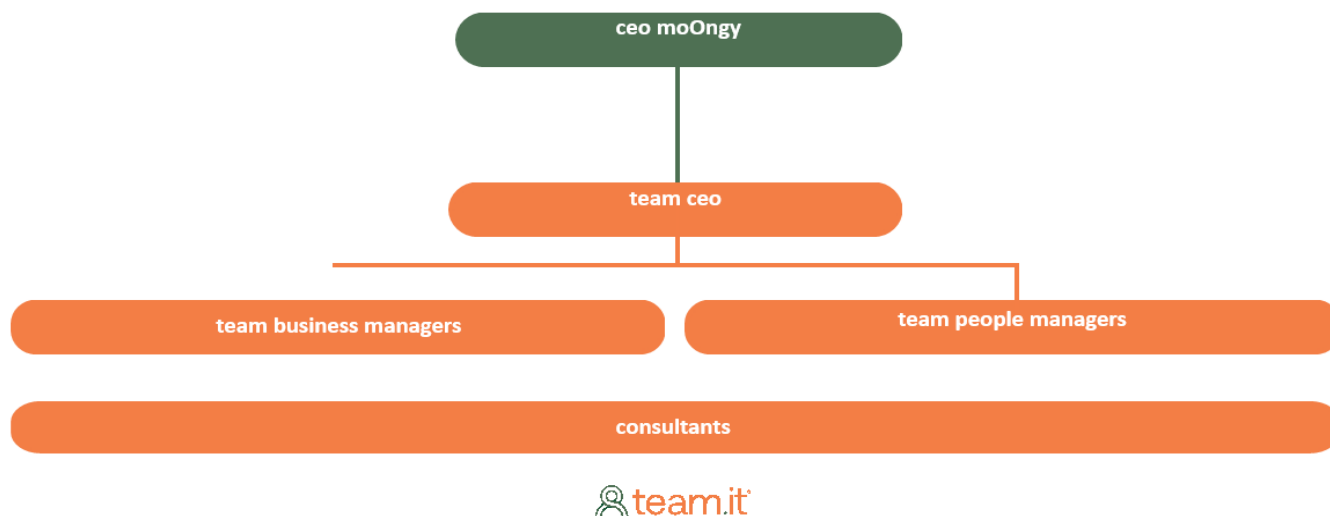 ceo moOngy
team ceo
team business managers
team people managers
consultants
team.it